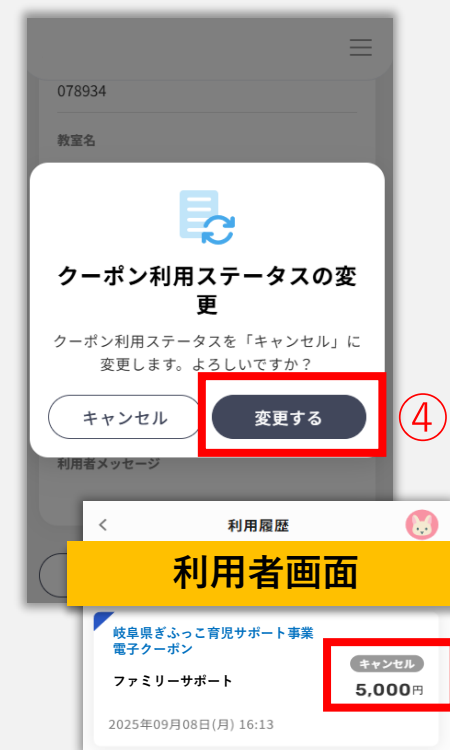 078934
教室名
クーポン利用ステータスの変
更
クーポン利用ステータスを「キャンセル」に
変更します。よろしいですか？
キャンセル
変更する
④
利用者メッセージ
利用履歴
利用者画面
岐阜県ぎふっこ育児サポート事業
電子クーポン
キャンセル
ファミリーサポート
5,000円
2025年09月08日(月) 16:13